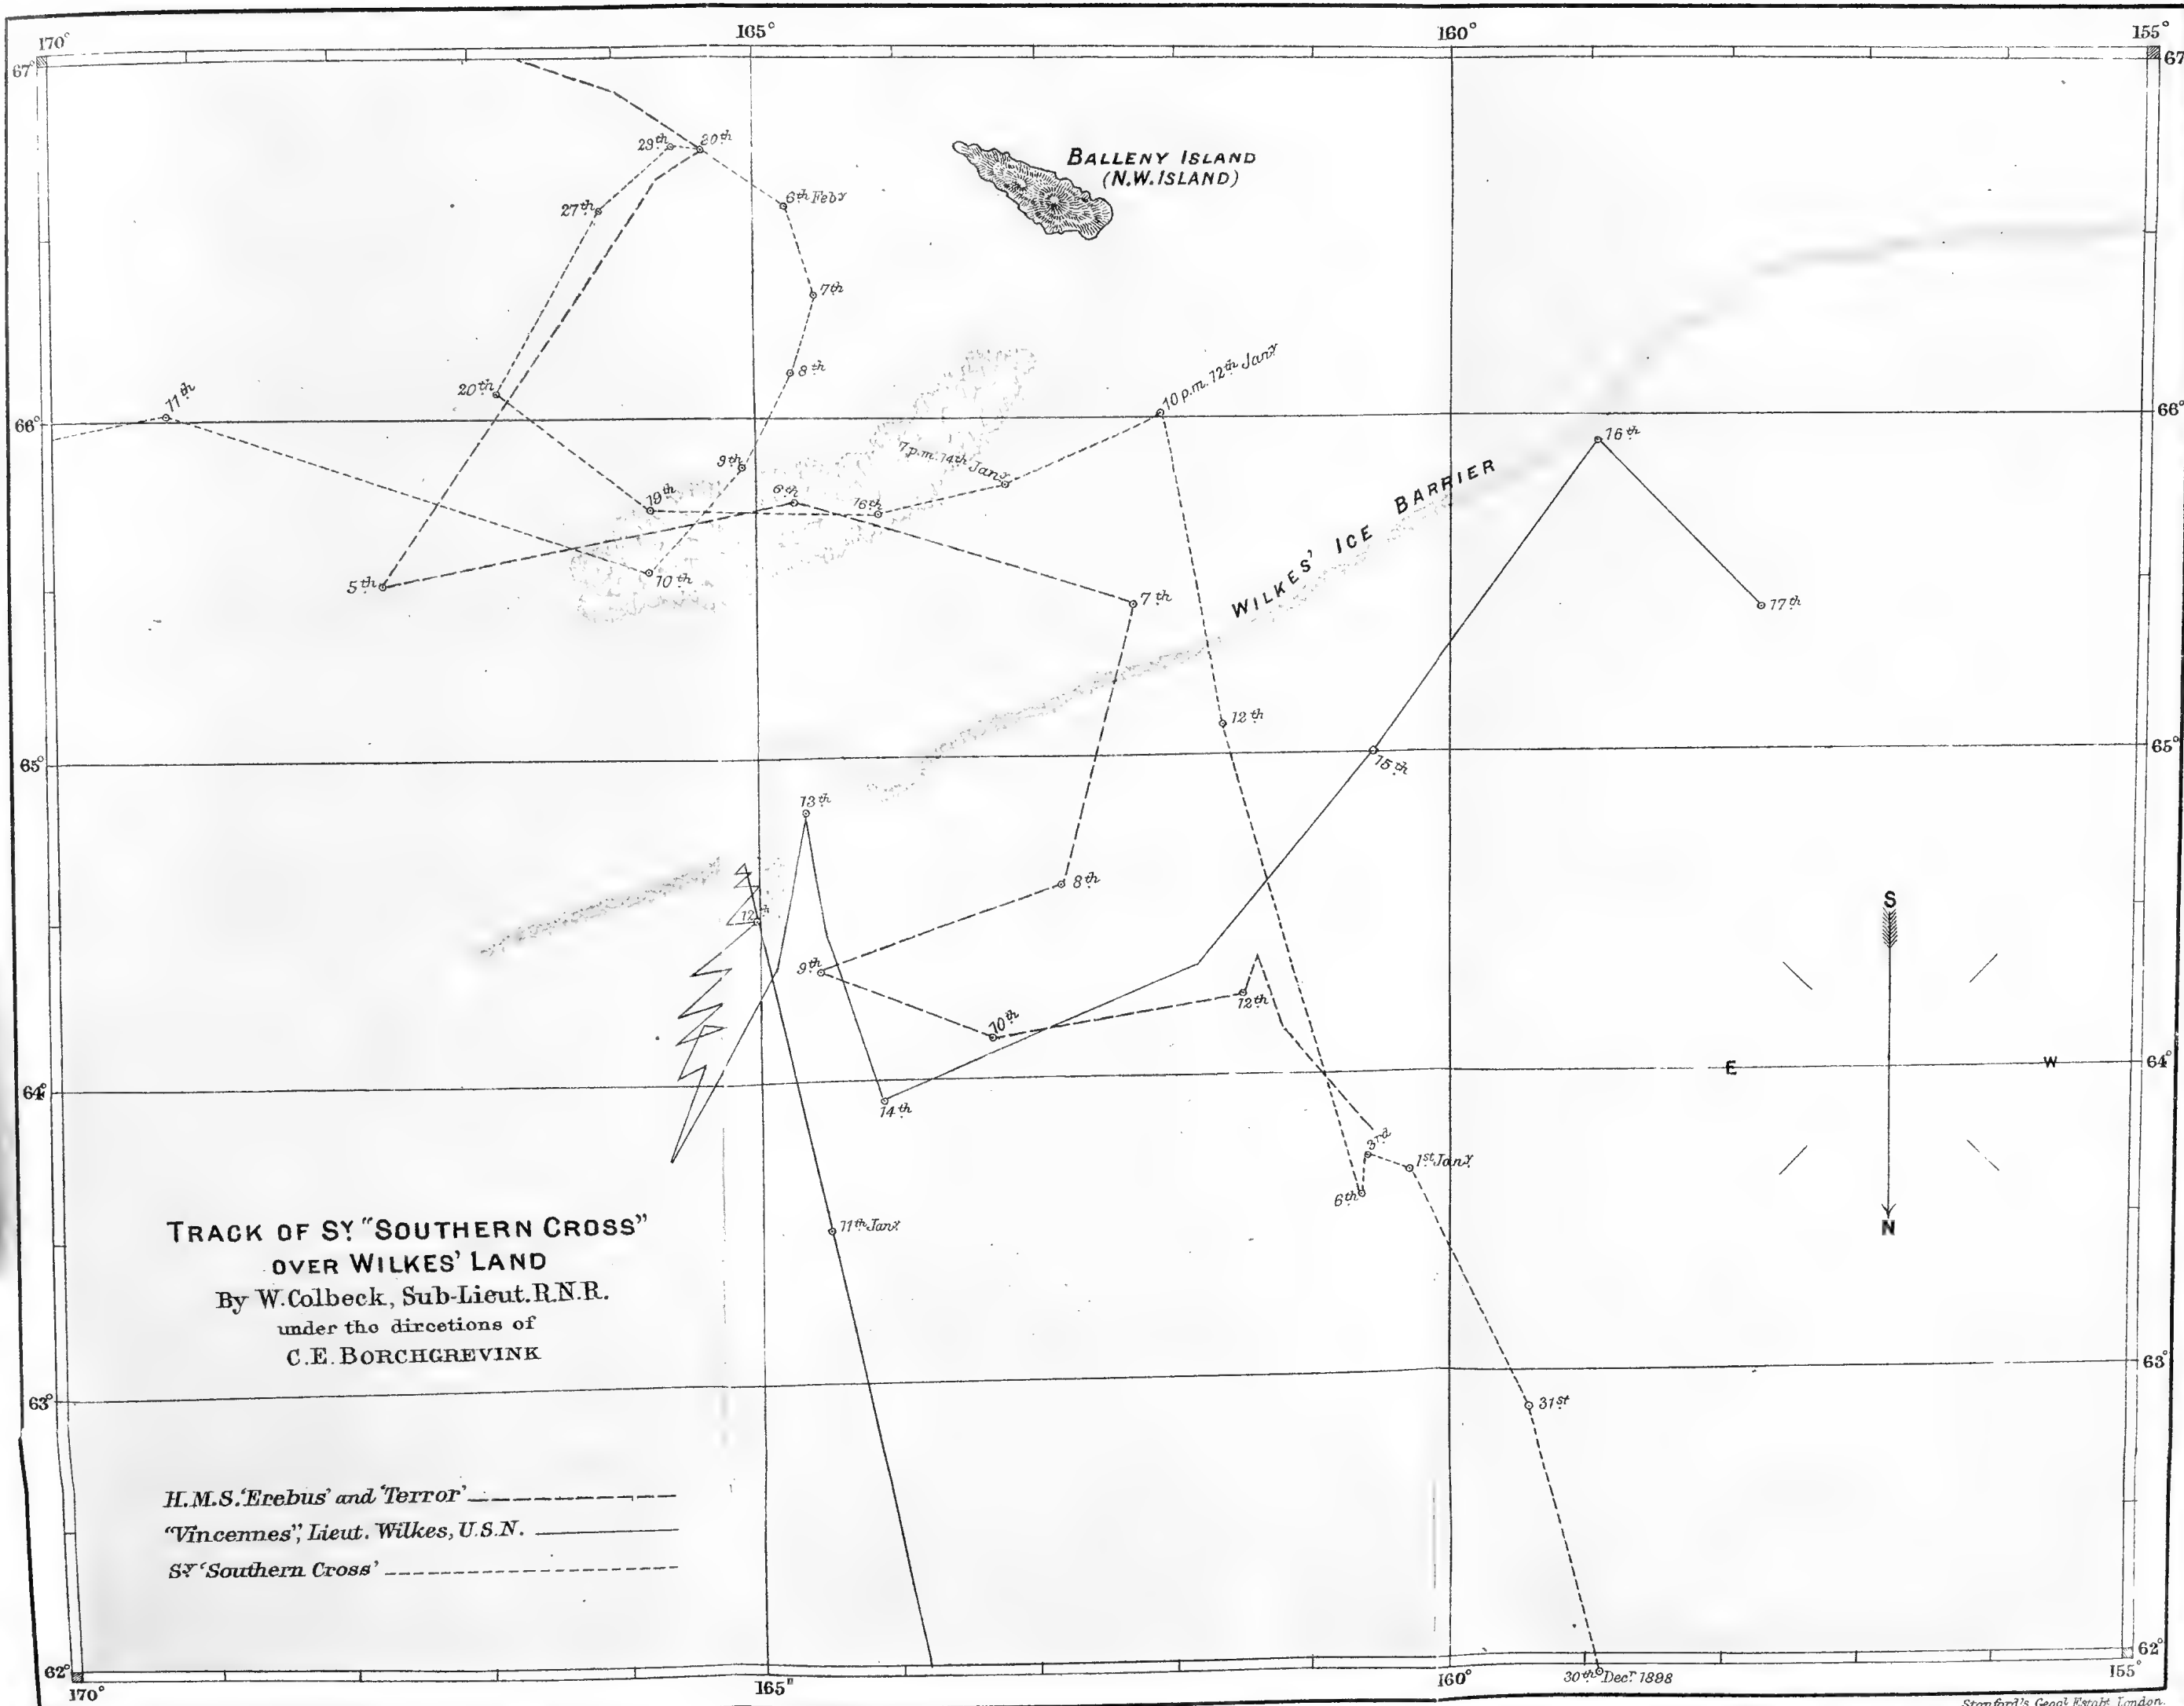 170°
165°
160°
155°
67°
67
29th
30th
BALLENY ISLAND
(N.W. ISLAND)
6th Feby
27th
7th
8th
20th
11th
10 p.m. 12th Jany
66°
66°
16th
9th
7 p.m. 14th Jany
19th
6th
16th
WILKES' ICE BARRIER
5th
10th
7th
17th
12th
65°
65°
15th
13th
8th
12th
S
9th
12th
10th
E
W
64°
64°
14th
3rd
1st Jany
6th
11th Jany
N
TRACK OF SY. "SOUTHERN CROSS"
OVER WILKES' LAND
By W. Colbeck, Sub-Lieut. R.N.R.
under the dircetions of
C.E. BORCHGREVINK
63°
63°
31st
H.M.S. 'Erebus' and 'Terror'
"Vincennes", Lieut. Wilkes, U.S.N.
SY 'Southern Cross'
62°
62°
170°
165°
160°
30th Decr. 1898
155°
Stanford's Geogl. Estabt. London.